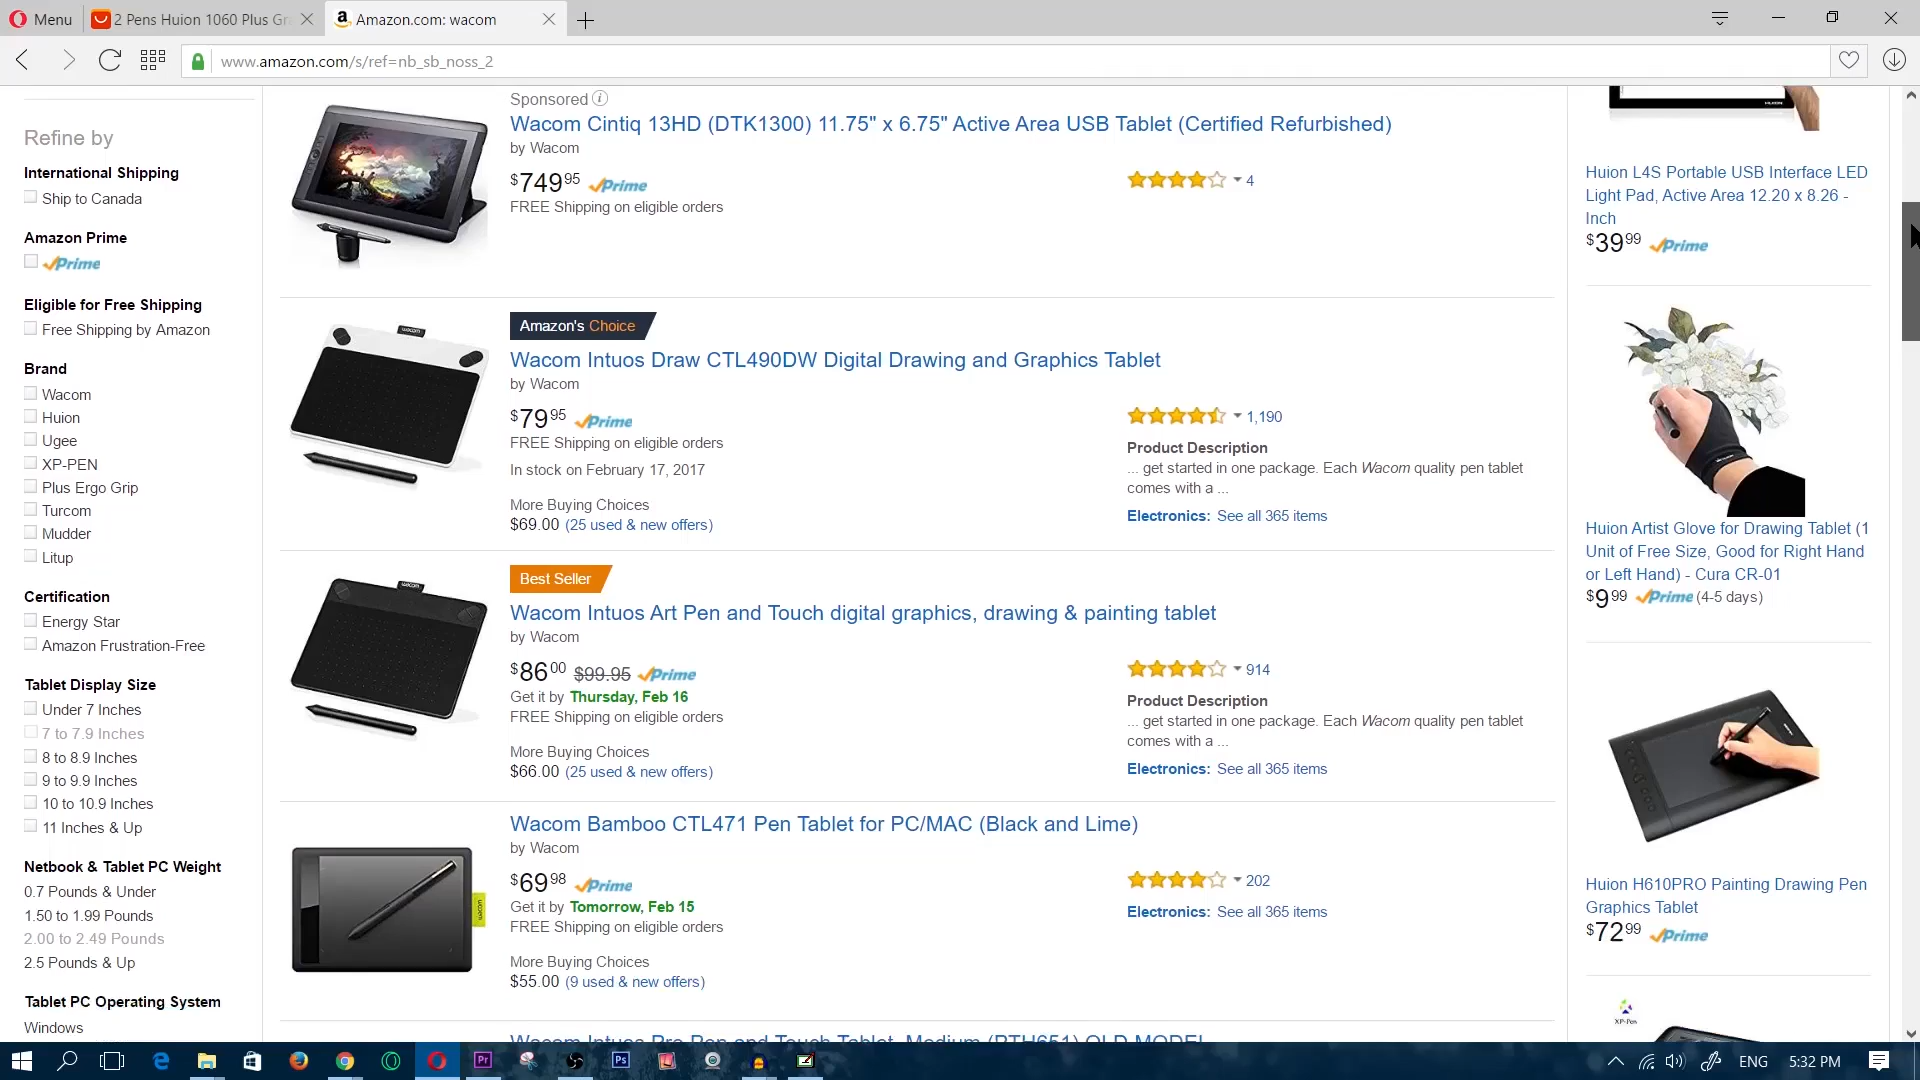 Menu
2 Pens Huion 1060 Plus Gr
Amazon.com: wacom
www.amazon.com/s/ref=nb_sb_noss_2
Refine by
International Shipping
Ship to Canada
Amazon Prime
Prime
Eligible for Free Shipping
Free Shipping by Amazon
Brand
Wacom
Huion
Ugee
XP-PEN
Plus Ergo Grip
Turcom
Mudder
Litup
Certification
Energy Star
Amazon Frustration-Free
Tablet Display Size
Under 7 Inches
7 to 7.9 Inches
8 to 8.9 Inches
9 to 9.9 Inches
10 to 10.9 Inches
11 Inches & Up
Netbook & Tablet PC Weight
0.7 Pounds & Under
1.50 to 1.99 Pounds
2.00 to 2.49 Pounds
2.5 Pounds & Up
Tablet PC Operating System
Windows
Sponsored
Wacom Cintiq 13HD (DTK1300) 11.75" x 6.75" Active Area USB Tablet (Certified Refurbished)
by Wacom
$749 95 Prime
4
FREE Shipping on eligible orders
Amazon's Choice
Wacom Intuos Draw CTL490DW Digital Drawing and Graphics Tablet
by Wacom
$79 95 Prime
FREE Shipping on eligible orders
In stock on February 17, 2017
More Buying Choices
$69.00 (25 used & new offers)
1,190
Product Description
... get started in one package. Each Wacom quality pen tablet
comes with a ...
Electronics: See all 365 items
Best Seller
Wacom Intuos Art Pen and Touch digital graphics, drawing & painting tablet
by Wacom
$86 00 $99.95 Prime
Get it by Thursday, Feb 16
FREE Shipping on eligible orders
More Buying Choices
$66.00 (25 used & new offers)
914
Product Description
... get started in one package. Each Wacom quality pen tablet
comes with a ...
Electronics: See all 365 items
Wacom Bamboo CTL471 Pen Tablet for PC/MAC (Black and Lime)
by Wacom
$69 98 Prime
Get it by Tomorrow, Feb 15
FREE Shipping on eligible orders
More Buying Choices
$55.00 (9 used & new offers)
202
Electronics: See all 365 items
Wacom Intuos Pro Pen and Touch Tablet, Medium (PTH651) OLD MODEL
Huion L4S Portable USB Interface LED
Light Pad, Active Area 12.20 x 8.26 -
Inch
$39 99 Prime
Huion Artist Glove for Drawing Tablet (1
Unit of Free Size, Good for Right Hand
or Left Hand) - Cura CR-01
$9 99 Prime (4-5 days)
Huion H610PRO Painting Drawing Pen
Graphics Tablet
$72 99 Prime
XP-Pen
Pr
Ps
ENG
5:32 PM